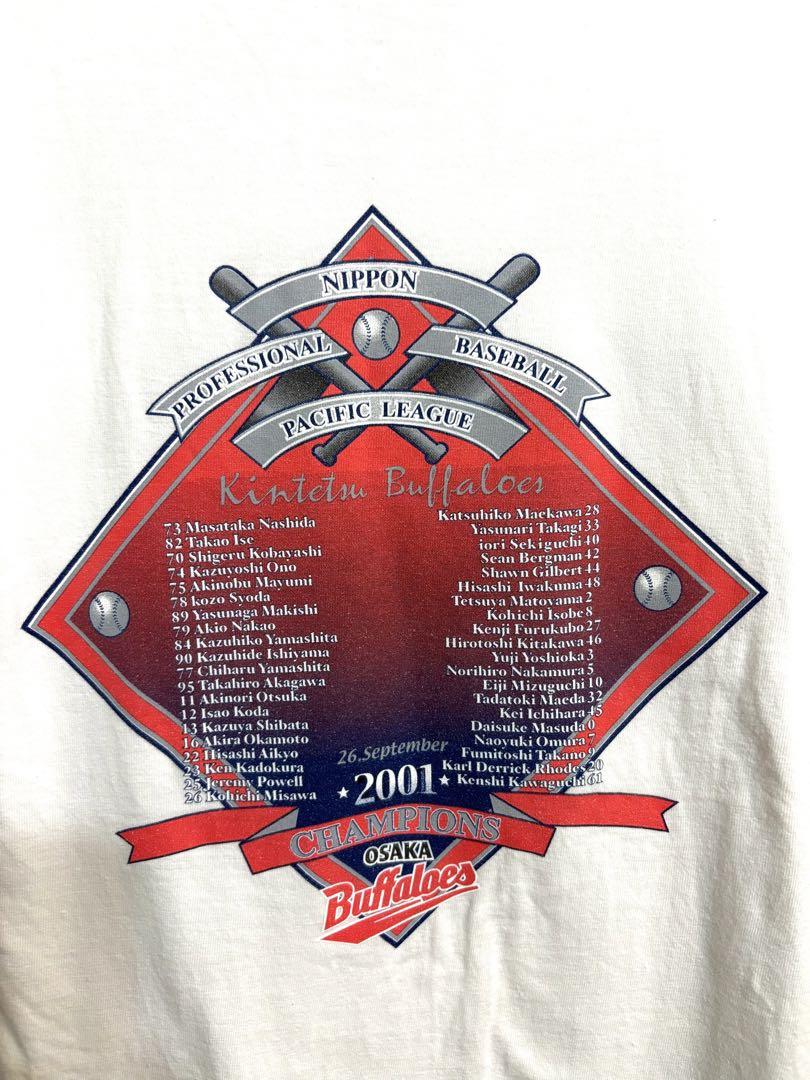 NIPPON
PROFESSIONAL BASEBALL
PACIFIC LEAGUE
Kintetsu Buffaloes
73 Masataka Nashida
82 Takao Ise
70 Shigeru Kobayashi
74 Kazuyoshi Ono
75 Akinobu Mayumi
78 kozo Syoda
89 Yasunaga Makishi
79 Akio Nakao
84 Kazuhiko Yamashita
90 Kazuhide Ishiyama
77 Chiharu Yamashita
95 Takahiro Akagawa
11 Akinori Otsuka
12 Isao Koda
13 Kazuya Shibata
16 Akira Okamoto
22 Hisashi Aikyo
23 Ken Kadokura
25 Jeremy Powell
26 Kohichi Misawa
Katsuhiko Maekawa 28
Yasunari Takagi 33
iori Sekiguchi 40
Sean Bergman 42
Shawn Gilbert 44
Hisashi Iwakuma 48
Tetsuya Matoyama 2
Kohichi Isobe 8
Kenji Furukubo 27
Hirotoshi Kitakawa 46
Yuji Yoshioka 3
Norihiro Nakamura 5
Eiji Mizuguchi 10
Tadatoki Maeda 32
Kei Ichihara 45
Daisuke Masuda 0
Naoyuki Omura 7
Fumitoshi Takano 9
Karl Derrick Rhodes 20
Kenshi Kawaguchi 61
26.September
★ 2001 ★
CHAMPIONS
OSAKA
Buffaloes